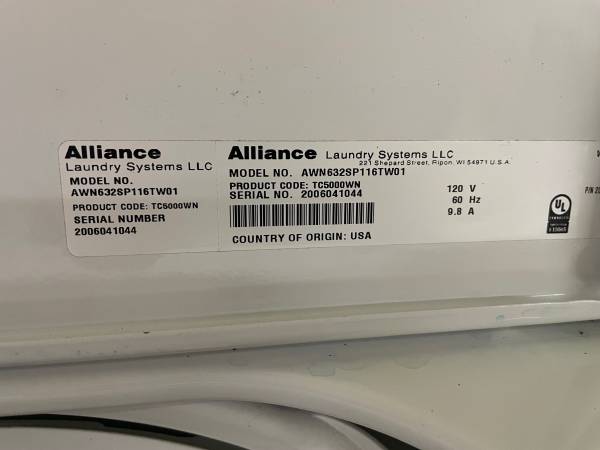 Alliance
Laundry Systems LLC
MODEL NO.
AWN632SP116TW01
PRODUCT CODE: TC5000WN
SERIAL NUMBER
2006041044
Alliance Laundry Systems LLC
221 Shepard Street, Ripon, WI 54971 U.S.A.
MODEL NO. AWN632SP116TW01
PRODUCT CODE: TC5000WN
SERIAL NO. 2006041044
120 V
60 Hz
9.8 A
COUNTRY OF ORIGIN: USA
UL
P/N 20